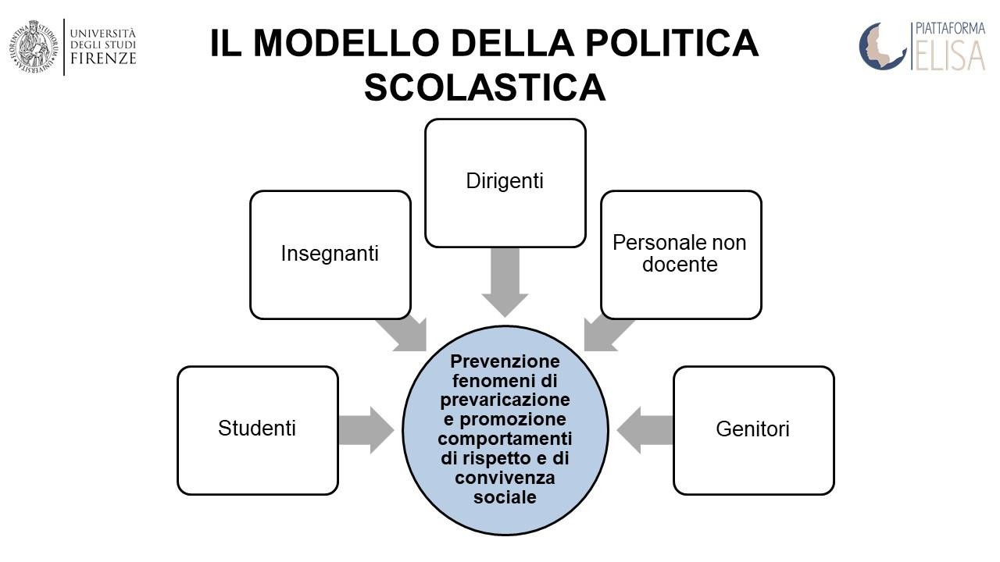 UNIVERSITÀ
DEGLI STUDI
FIRENZE
IL MODELLO DELLA POLITICA
SCOLASTICA
PIATTAFORMA
ELISA
Dirigenti
Insegnanti
Personale non
docente
Studenti
Prevenzione
fenomeni di
prevaricazione
e promozione
comportamenti
di rispetto e di
convivenza
sociale
Genitori